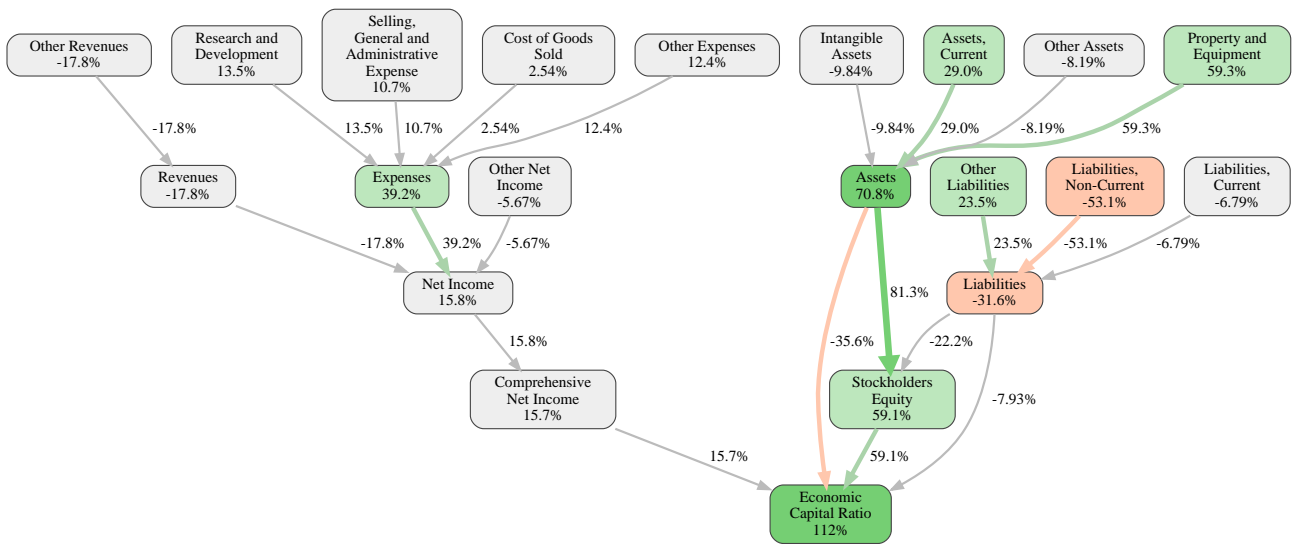 Other Revenues
-17.8%
Research and
Development
13.5%
Selling,
General and
Administrative
Expense
10.7%
Cost of Goods
Sold
2.54%
Other Expenses
12.4%
Intangible
Assets
-9.84%
Assets,
Current
29.0%
Other Assets
-8.19%
Property and
Equipment
59.3%
-17.8%
13.5%
10.7%
2.54%
12.4%
-9.84%
29.0%
-8.19%
59.3%
Revenues
-17.8%
Expenses
39.2%
Other Net
Income
-5.67%
Assets
70.8%
Other
Liabilities
23.5%
Liabilities,
Non-Current
-53.1%
Liabilities,
Current
-6.79%
-17.8%
39.2%
-5.67%
23.5%
-53.1%
-6.79%
Net Income
15.8%
81.3%
Liabilities
-31.6%
15.8%
-35.6%
-22.2%
Comprehensive
Net Income
15.7%
Stockholders
Equity
59.1%
-7.93%
15.7%
59.1%
Economic
Capital Ratio
112%